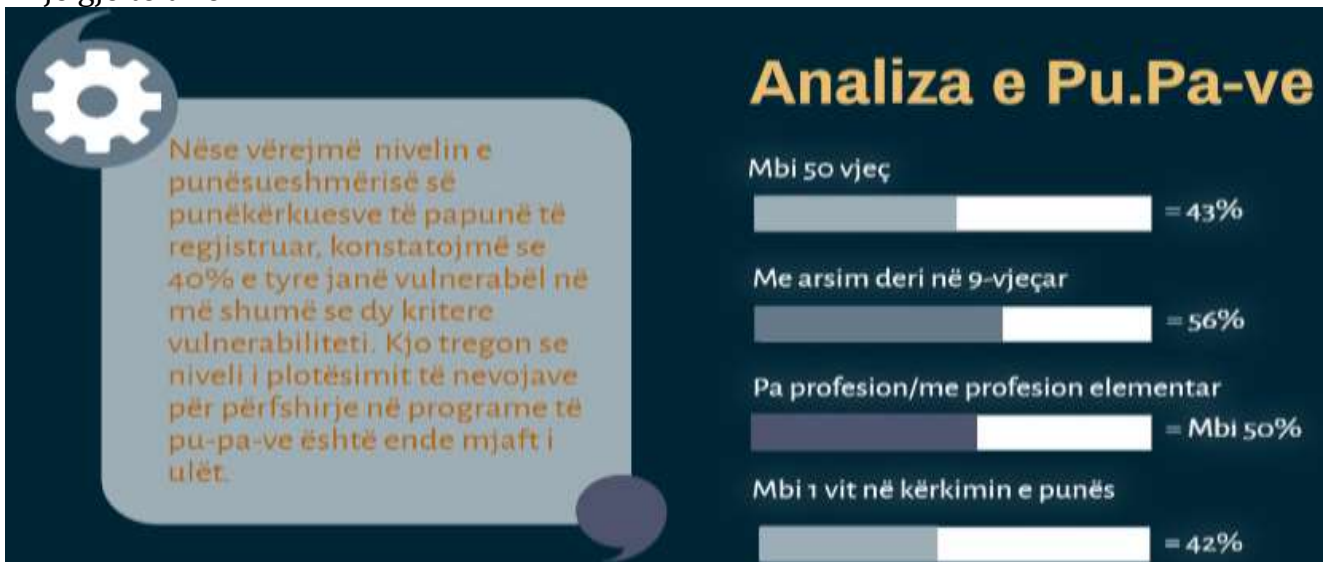 Nëse vërejmë nivelin e
punësueshmërisë së
punëkërkuesve të papunë të
regjistruar, konstatojmë se
40% e tyre janë vulnerabël në
më shumë se dy kritere
vulnerabiliteti. Kjo tregon se
niveli i plotësimit të nevojave
për përfshirje në programe të
pu-pa-ve është ende mjaft i
ulët.
Analiza e Pu.Pa-ve
Mbi 50 vjeç
= 43%
Me arsim deri në 9-vjeçar
= 56%
Pa profesion/me profesion elementar
= Mbi 50%
Mbi 1 vit në kërkimin e punës
= 42%